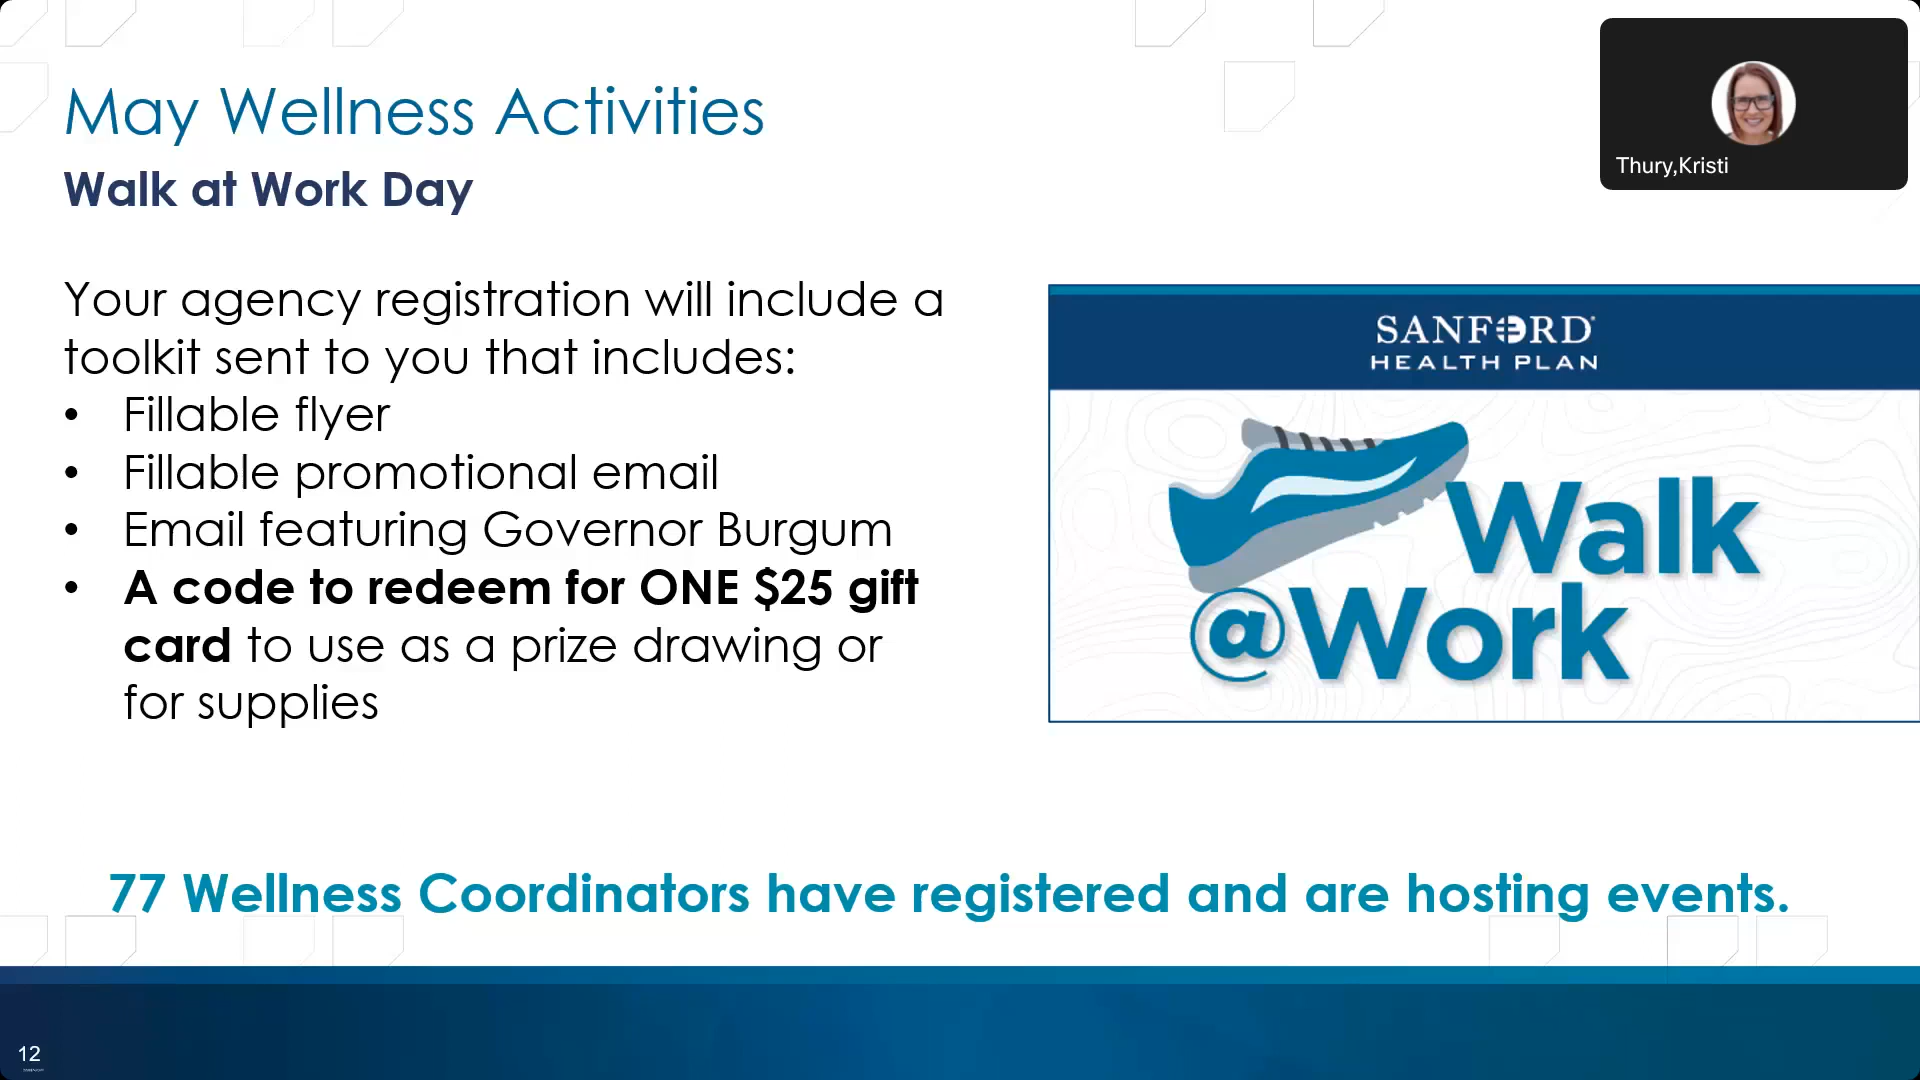 May Wellness Activities
Walk at Work Day
Thury,Kristi
Your agency registration will include a
toolkit sent to you that includes:
• Fillable flyer
• Fillable promotional email
• Email featuring Governor Burgum
• A code to redeem for ONE $25 gift
card to use as a prize drawing or
for supplies
SANFORD
HEALTH PLAN
Walk
@Work
77 Wellness Coordinators have registered and are hosting events.
12